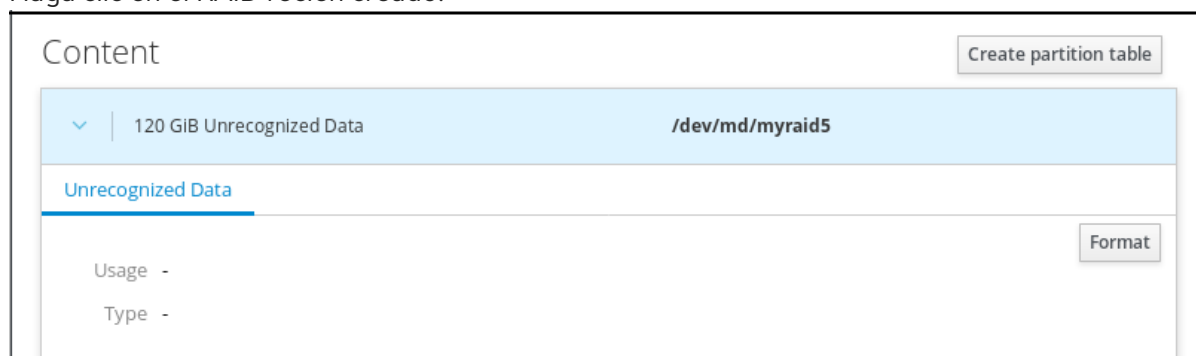 Content
Create partition table
120 GiB Unrecognized Data /dev/md/myraid5
Unrecognized Data
Format
Usage -
Type -